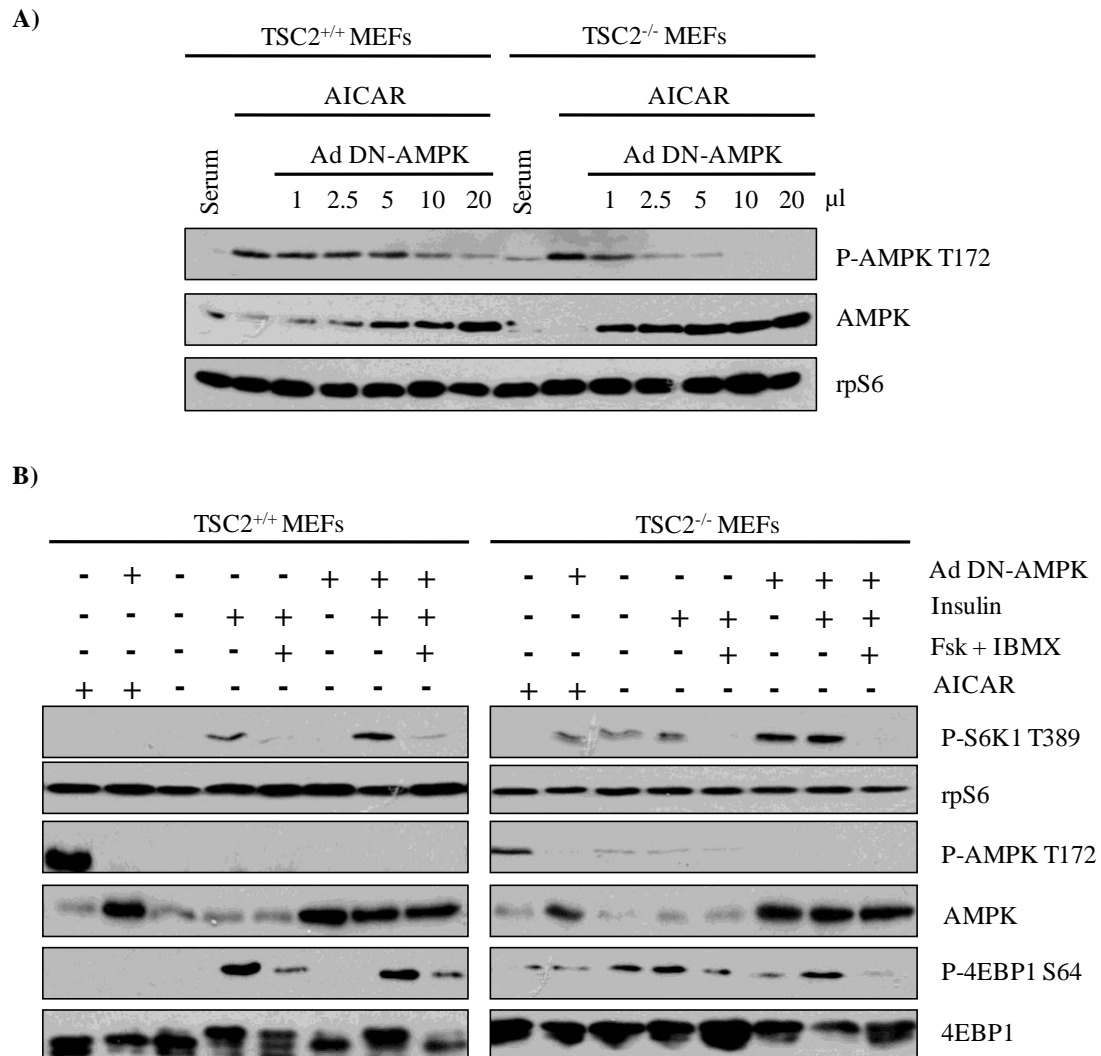 A)
TSC2+/+ MEFs TSC2-/- MEFs
AICAR AICAR
Serum Ad DN-AMPK Serum Ad DN-AMPK
1 2.5 5 10 20 1 2.5 5 10 20 µl
P-AMPK T172
AMPK
rpS6
B)
TSC2+/+ MEFs TSC2-/- MEFs
- + - - - + + + - + - - - + + + Ad DN-AMPK
- - - + + - + + - - - + + - + + Insulin
- - - - + - - + - - - - + - - + Fsk + IBMX
+ + - - - - - - + + - - - - - - AICAR
P-S6K1 T389
rpS6
P-AMPK T172
AMPK
P-4EBP1 S64
4EBP1